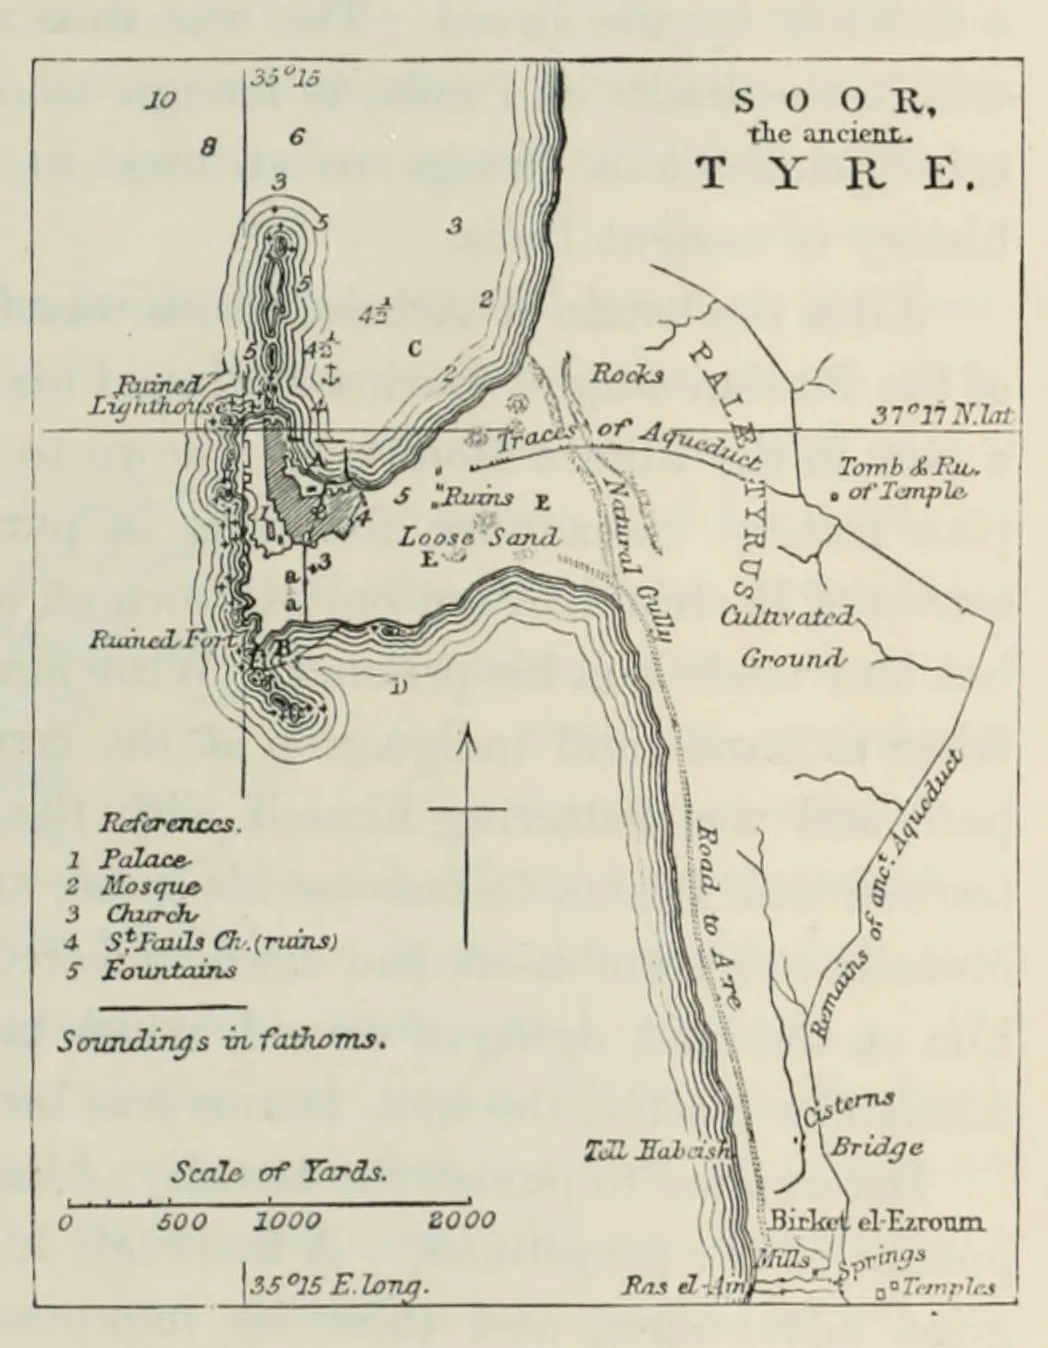 SOOR,
the ancient.
TYRE.
35°15
10
8
6
3
5
3
5
4½
2
C
5
4½
2
Ruined
Lighthouse
Rocks
PALÆ TYRUS
37°17 N.lat
Traces of Aqueduct
Tomb & Ru.
of Temple
A
5
Ruins
E
4
2
1
Loose Sand
E
Natural Gully
3
a
a
Cultivated
Ground
Ruined Fort
B
D
References.
1 Palace
2 Mosque
3 Church
4 St. Pauls Ch. (ruins)
5 Fountains
Soundings in fathoms.
Road to Acre
Remains of anct. Aqueduct
Cisterns
Bridge
Tell Habeish
Scale of Yards.
0 500 1000 2000
Birket el-Ezroum
Mills
Springs
Ras el-Ain
Temples
35°15 E.long.